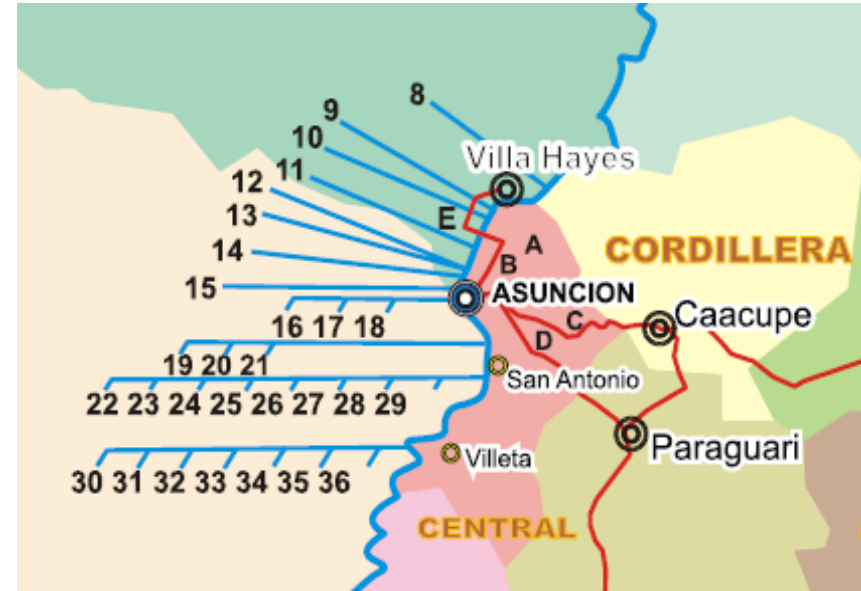 8
9
10
Villa Hayes
11
12
13
E
A
14
B
CORDILLERA
15
ASUNCION
16 17 18
C
Caacupe
D
19 20 21
San Antonio
22 23 24 25 26 27 28 29
Paraguari
Villeta
30 31 32 33 34 35 36
CENTRAL